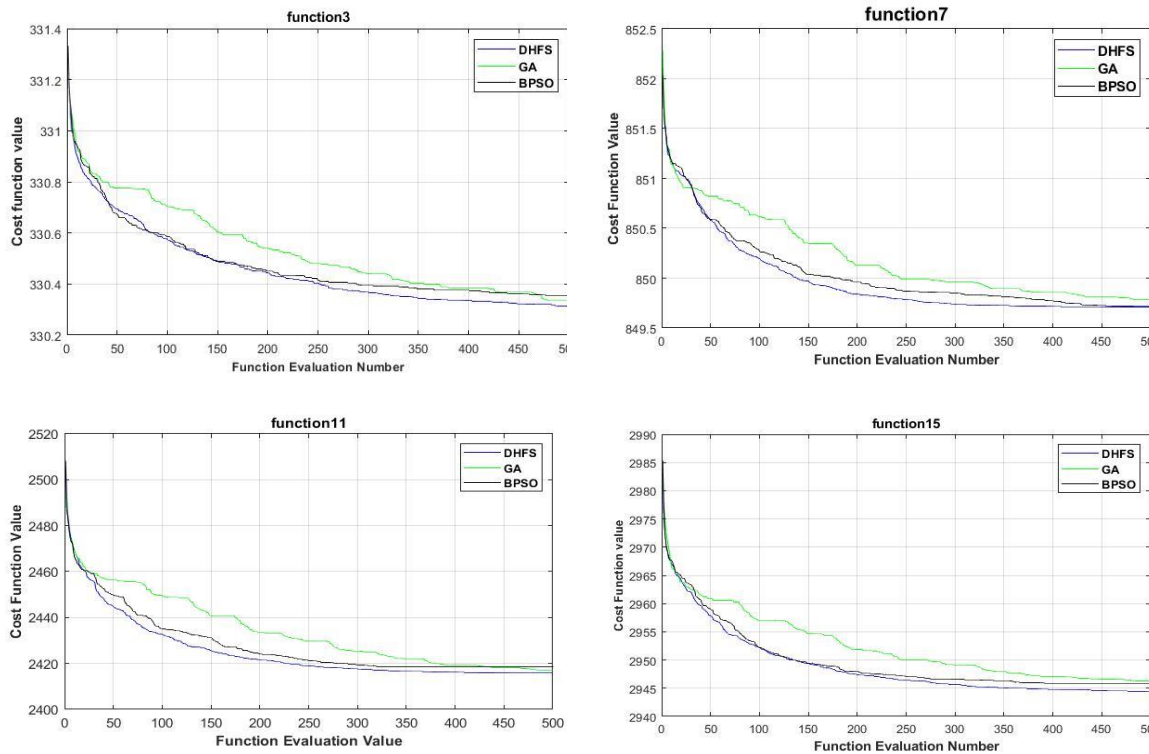 function3
331.4
331.2
331
330.8
330.6
330.4
330.2
Cost function value
DHFS
GA
BPSO
0 50 100 150 200 250 300 350 400 450 50
Function Evaluation Number
function7
852.5
852
851.5
851
850.5
850
849.5
Cost Function Value
DHFS
GA
BPSO
0 50 100 150 200 250 300 350 400 450 500
Function Evaluation Number
function11
2520
2500
2480
2460
2440
2420
2400
Cost Function Value
DHFS
GA
BPSO
0 50 100 150 200 250 300 350 400 450 500
Function Evaluation Value
function15
2990
2985
2980
2975
2970
2965
2960
2955
2950
2945
2940
Cost Function value
DHFS
GA
BPSO
0 50 100 150 200 250 300 350 400 450 500
Function Evaluation Number